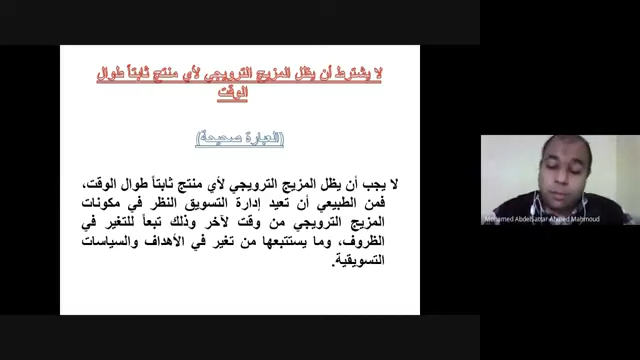 لا يشترط أن يظل المزيج الترويجي لأي منتج ثابتاً طوال
الوقت
(العبارة صحيحة)
لا يجب أن يظل المزيج الترويجي لأي منتج ثابتاً طوال الوقت،
فمن الطبيعي أن تعيد إدارة التسويق النظر في مكونات
المزيج الترويجي من وقت لآخر وذلك تبعاً للتغير في
الظروف، وما يستتبعها من تغير في الأهداف والسياسات
التسويقية.
Mohamed Abdelsattar Ahmed Mahmoud